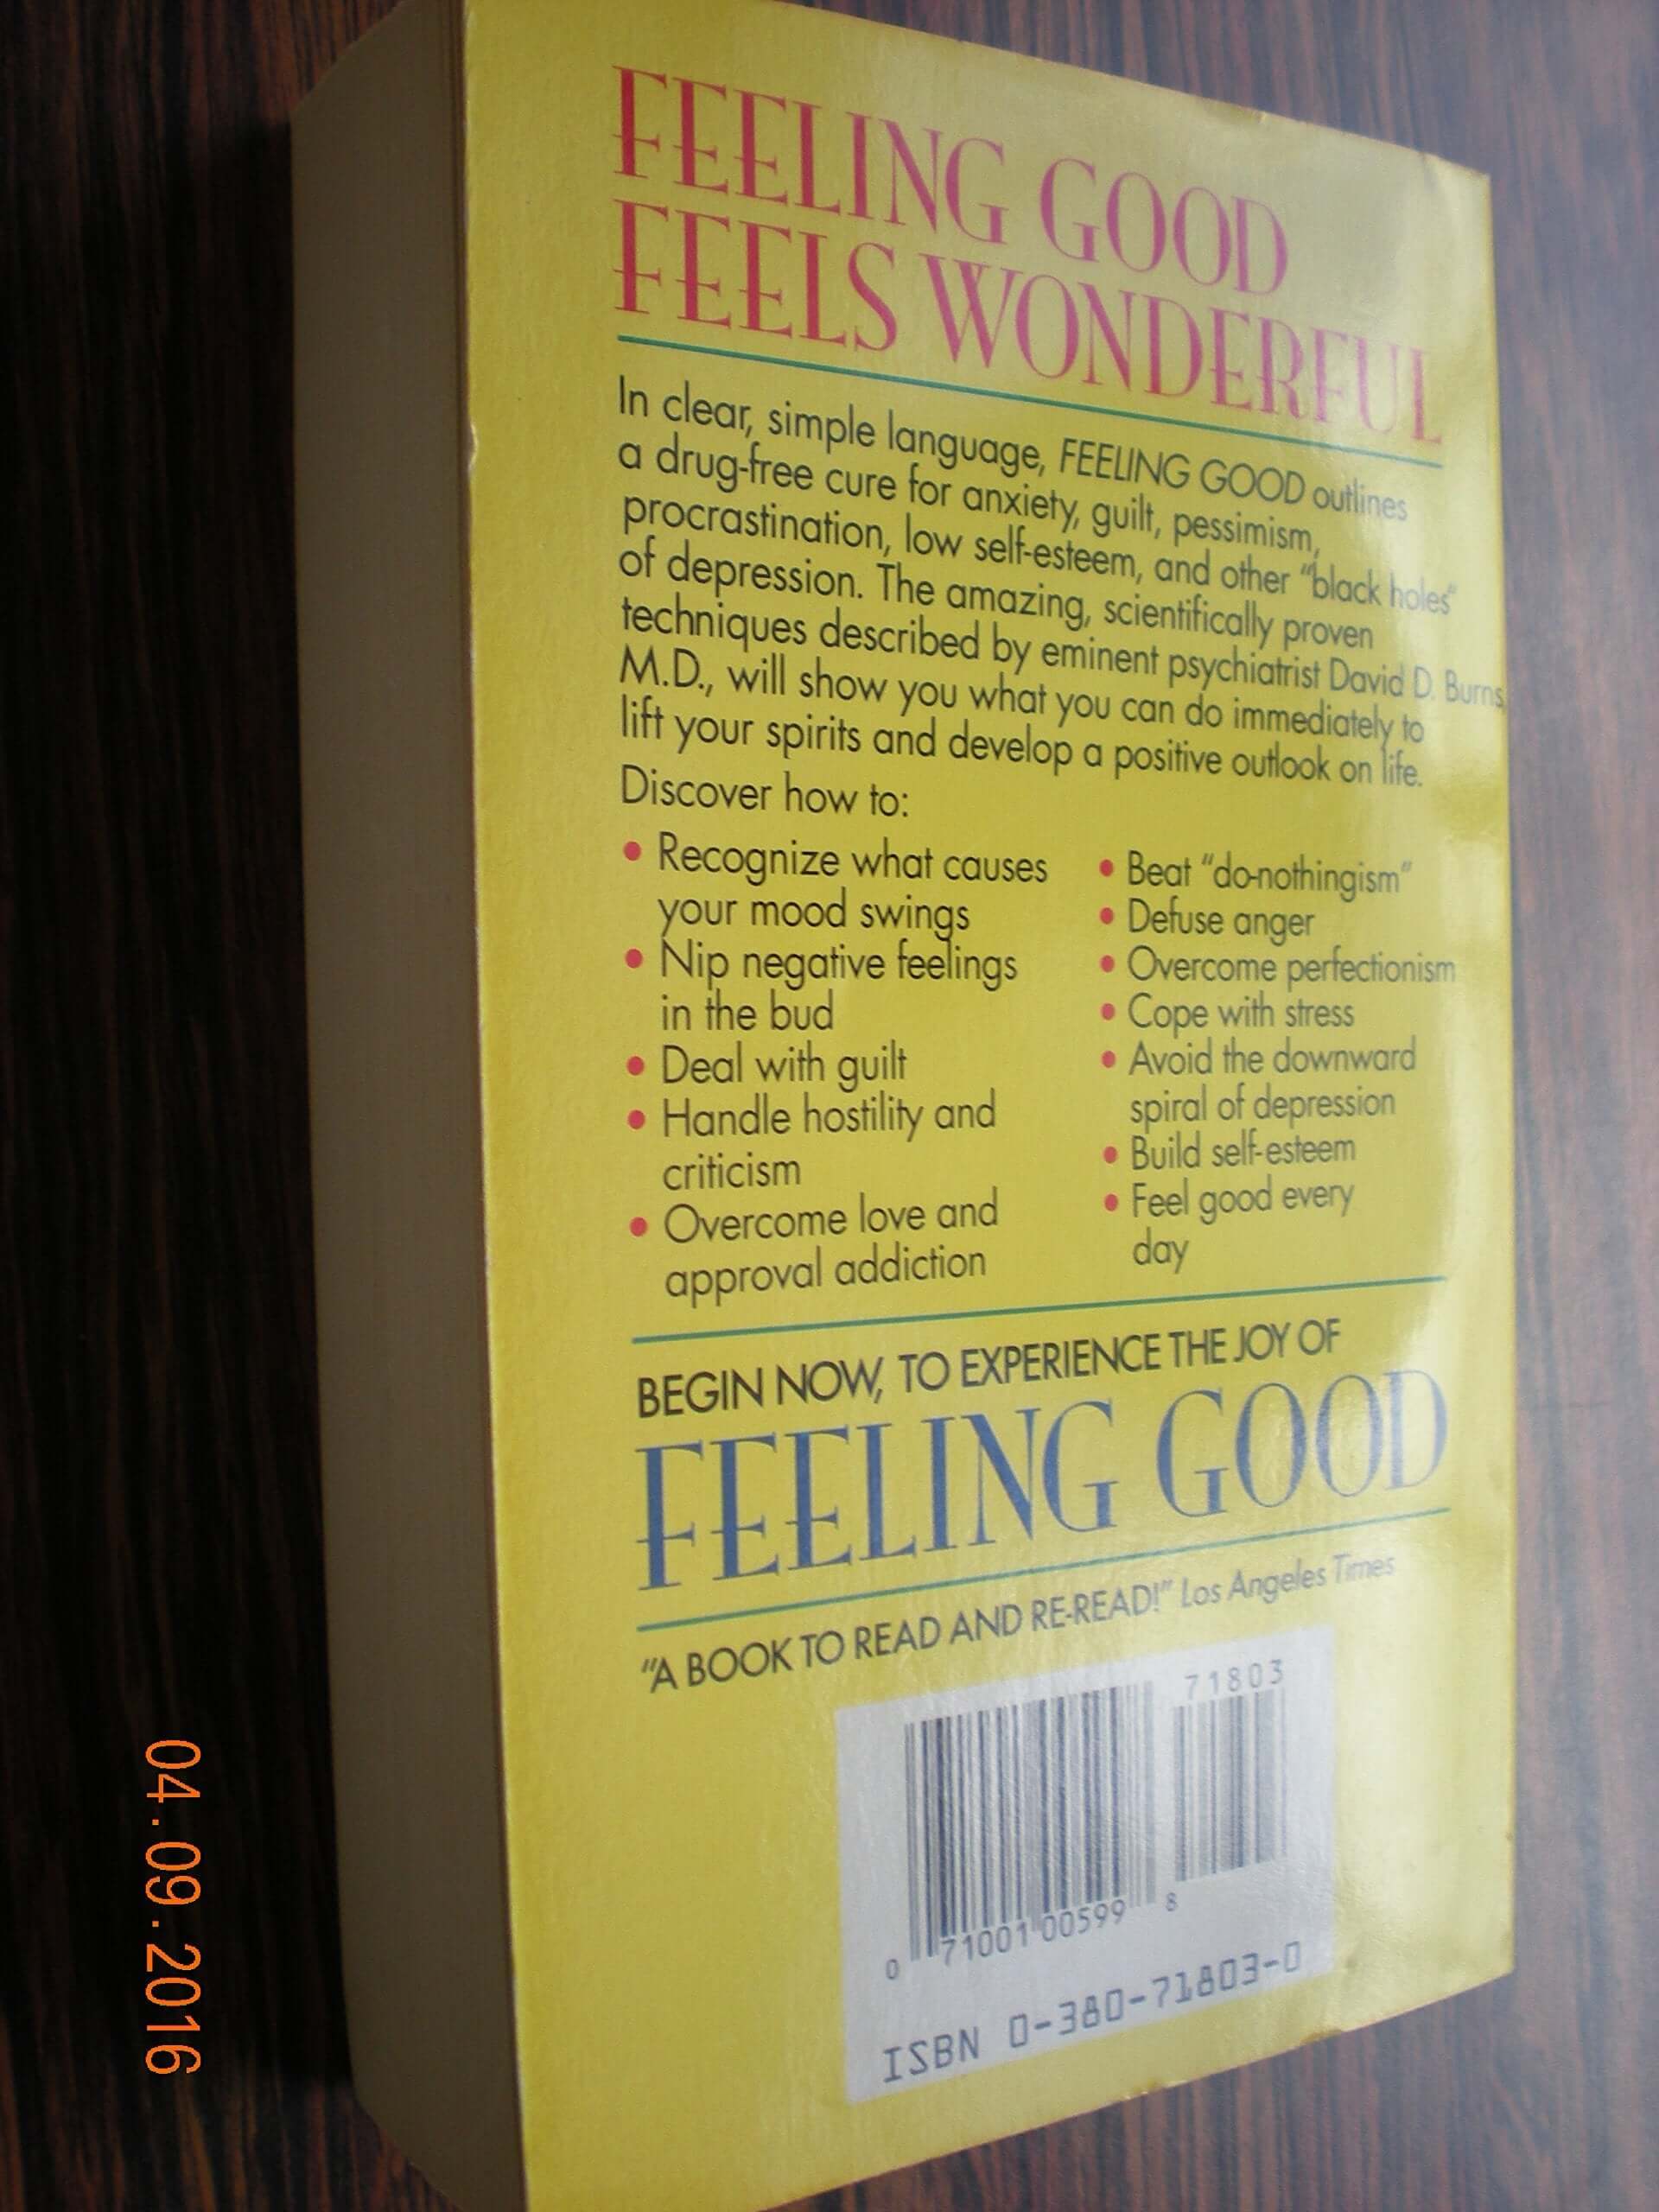 FEELING GOOD
FEELS WONDERFUL
In clear, simple language, FEELING GOOD outlines
a drug-free cure for anxiety, guilt, pessimism,
procrastination, low self-esteem, and other "black holes"
of depression. The amazing, scientifically proven
techniques described by eminent psychiatrist David D. Burns,
M.D., will show you what you can do immediately to
lift your spirits and develop a positive outlook on life.
Discover how to:
• Recognize what causes
your mood swings
• Nip negative feelings
in the bud
• Deal with guilt
• Handle hostility and
criticism
• Overcome love and
approval addiction
• Beat "do-nothingism"
• Defuse anger
• Overcome perfectionism
• Cope with stress
• Avoid the downward
spiral of depression
• Build self-esteem
• Feel good every
day
BEGIN NOW, TO EXPERIENCE THE JOY OF
FEELING GOOD
"A BOOK TO READ AND RE-READ!" Los Angeles Times
71803
0 71001 00599 8
ISBN 0-380-71803-0
04.09.2016